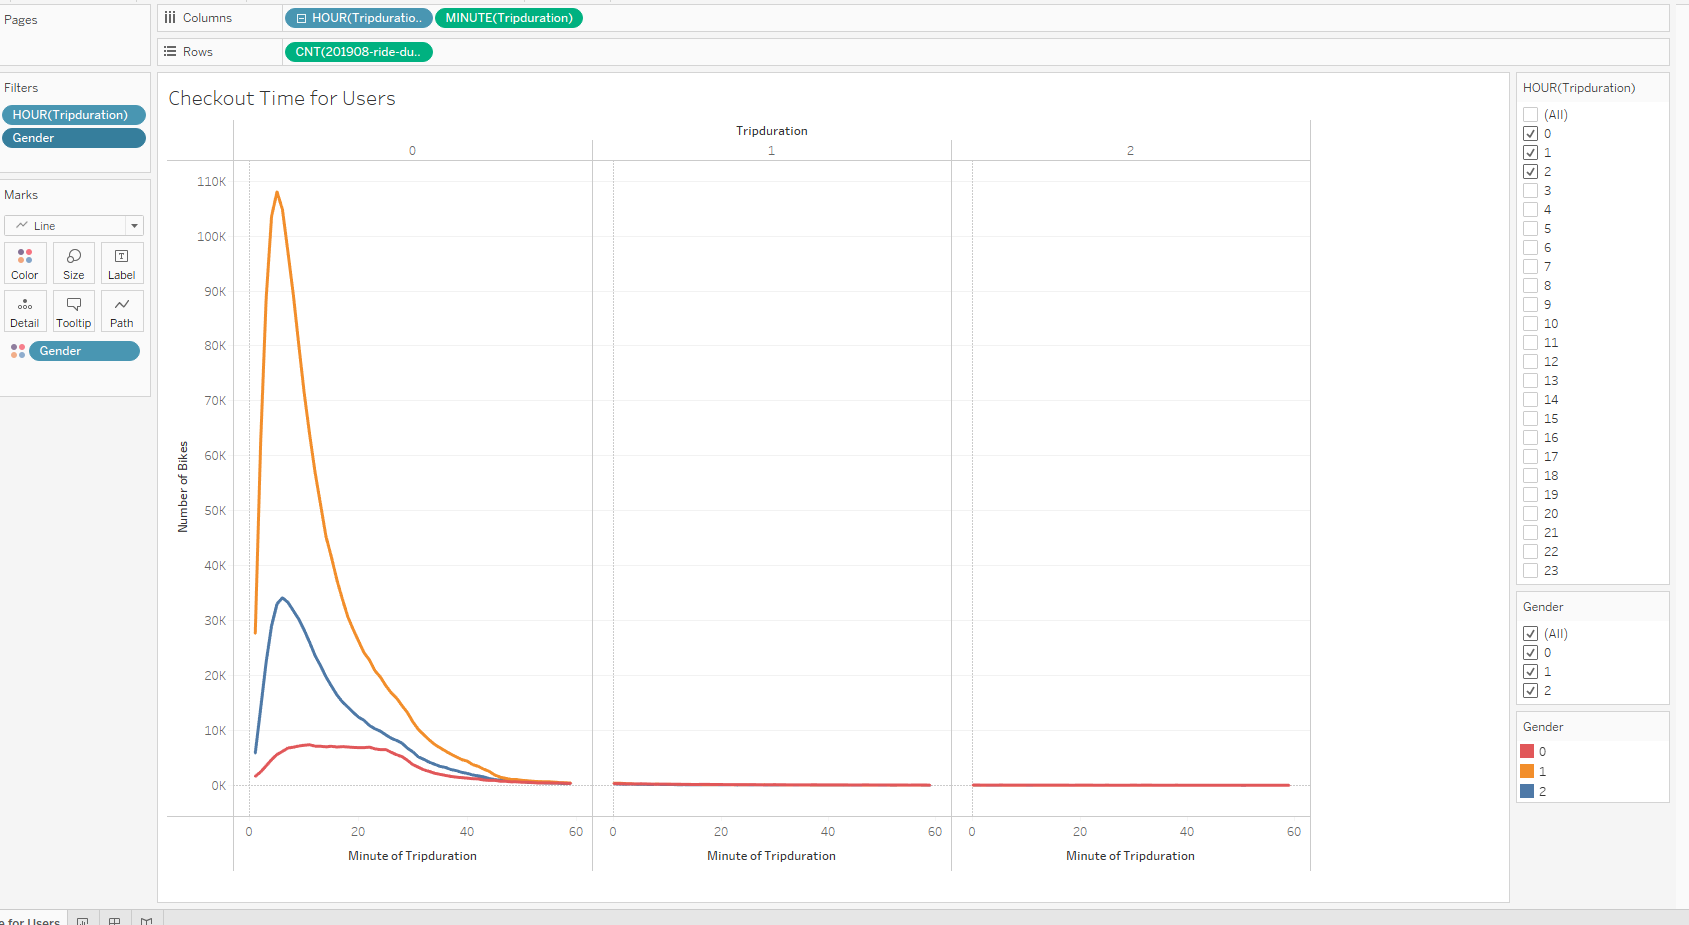 Pages
Columns
HOUR(Tripduratio..
MINUTE(Tripduration)
Rows
CNT(201908-ride-du..
Filters
HOUR(Tripduration)
Gender
Marks
Line
Color Size Label
Detail Tooltip Path
Gender
Checkout Time for Users
Tripduration
0 1 2
110K
100K
90K
80K
70K
60K
50K
40K
30K
20K
10K
0K
Number of Bikes
0 20 40 60 0 20 40 60 0 20 40 60
Minute of Tripduration Minute of Tripduration Minute of Tripduration
HOUR(Tripduration)
(All)
0
1
2
3
4
5
6
7
8
9
10
11
12
13
14
15
16
17
18
19
20
21
22
23
Gender
(All)
0
1
2
Gender
0
1
2
e for Users